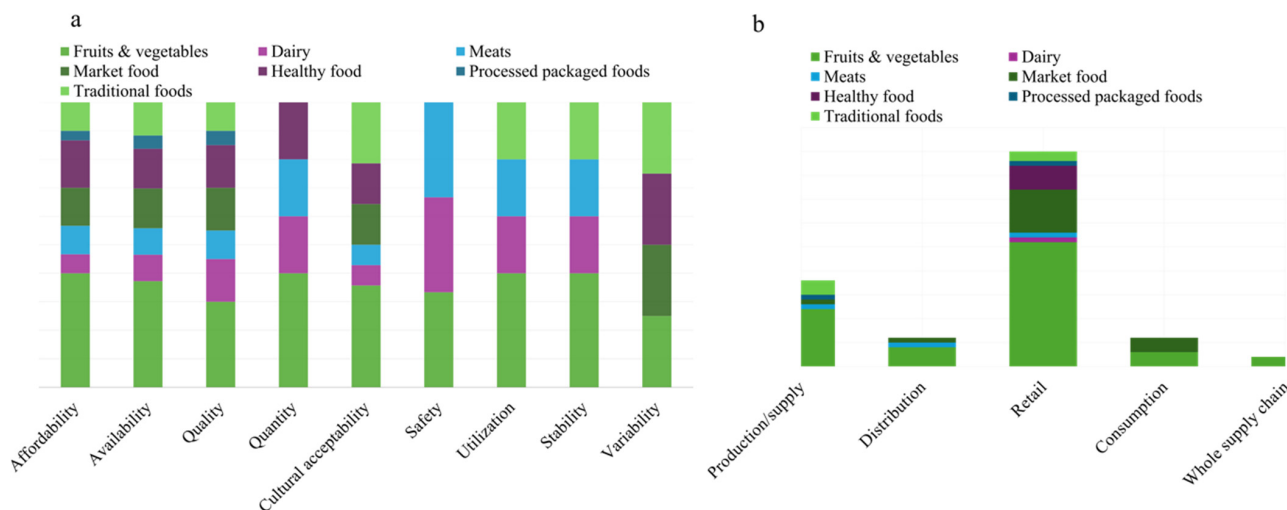 a
Fruits & vegetables
Dairy
Meats
Market food
Healthy food
Processed packaged foods
Traditional foods
Affordability
Availability
Quality
Quantity
Cultural acceptability
Safety
Utilization
Stability
Variability
b
Fruits & vegetables
Dairy
Meats
Market food
Healthy food
Processed packaged foods
Traditional foods
Production/supply
Distribution
Retail
Consumption
Whole supply chain